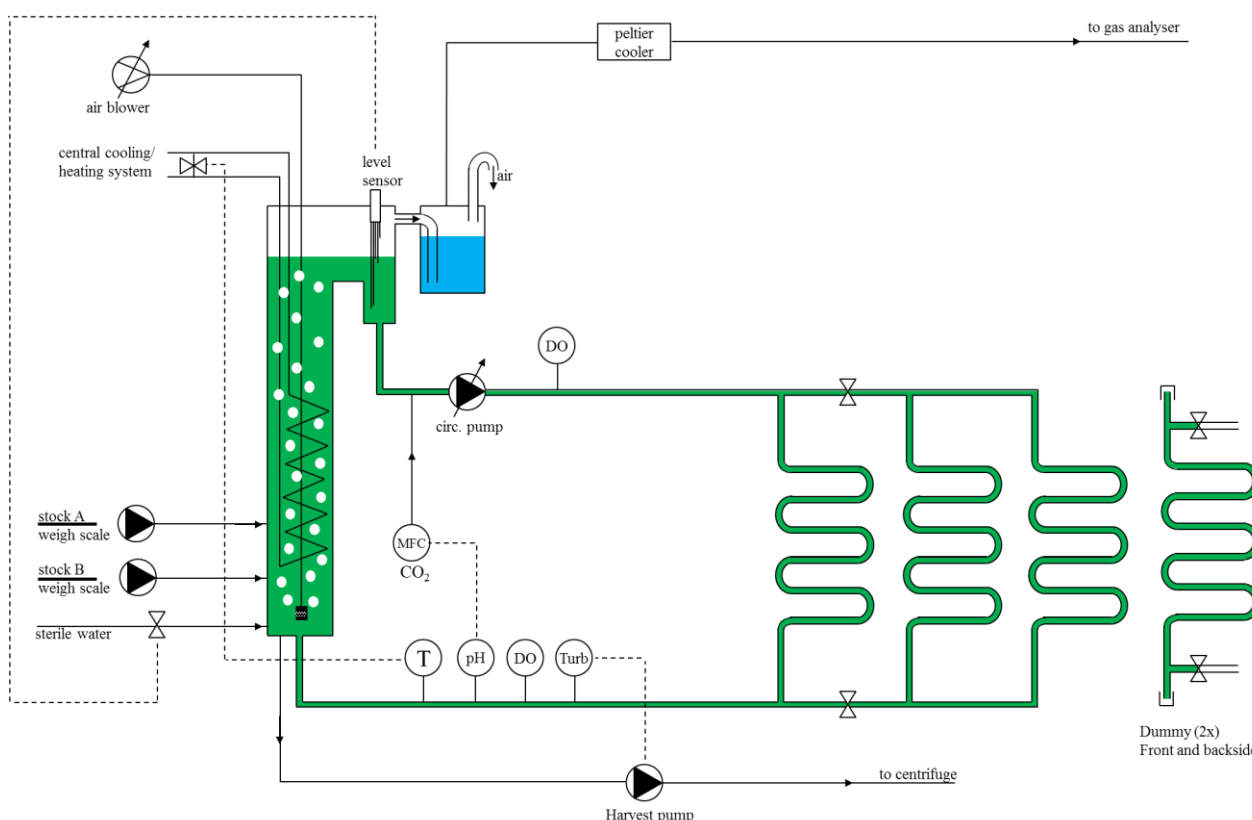 peltier
cooler
to gas analyser
air blower
central cooling/
heating system
level
sensor
air
DO
circ. pump
stock A
weigh scale
MFC
CO₂
stock B
weigh scale
sterile water
T
pH
DO
Turb
Dummy (2x)
Front and backside
to centrifuge
Harvest pump